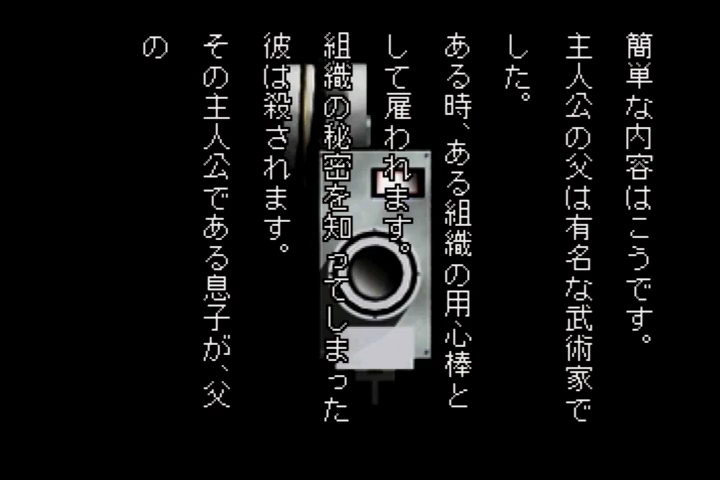 簡単な内容はこうです。
主人公の父は有名な武術家で
した。
ある時、ある組織の用心棒と
して雇われます。
組織の秘密を知ってしまった
彼は殺されます。
その主人公である息子が、父
の